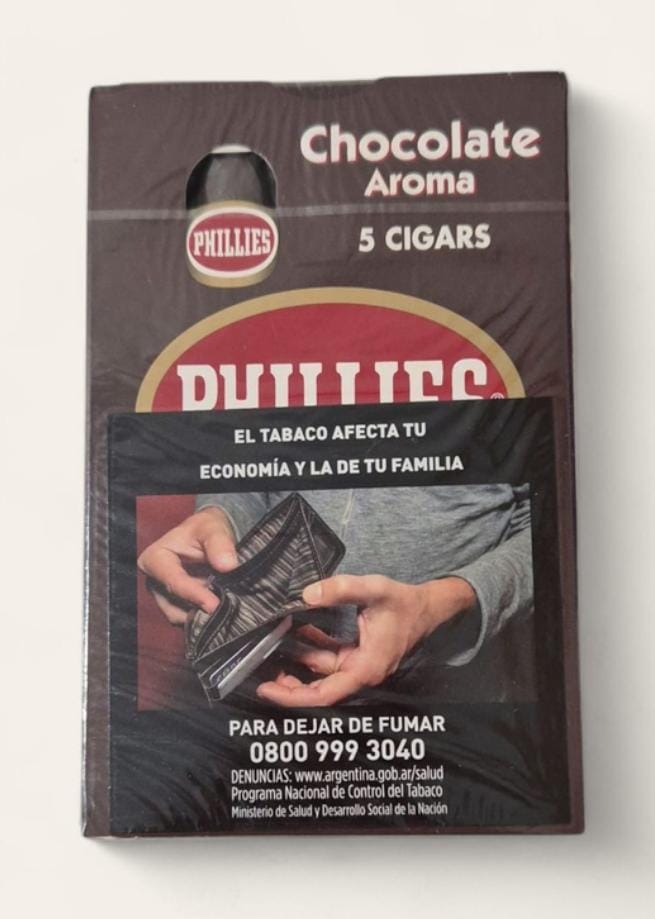 Chocolate
Aroma
PHILLIES
5 CIGARS
PHILLIES®
EL TABACO AFECTA TU
ECONOMÍA Y LA DE TU FAMILIA
PARA DEJAR DE FUMAR
0800 999 3040
DENUNCIAS: www.argentina.gob.ar/salud
Programa Nacional de Control del Tabaco
Ministerio de Salud y Desarrollo Social de la Nación